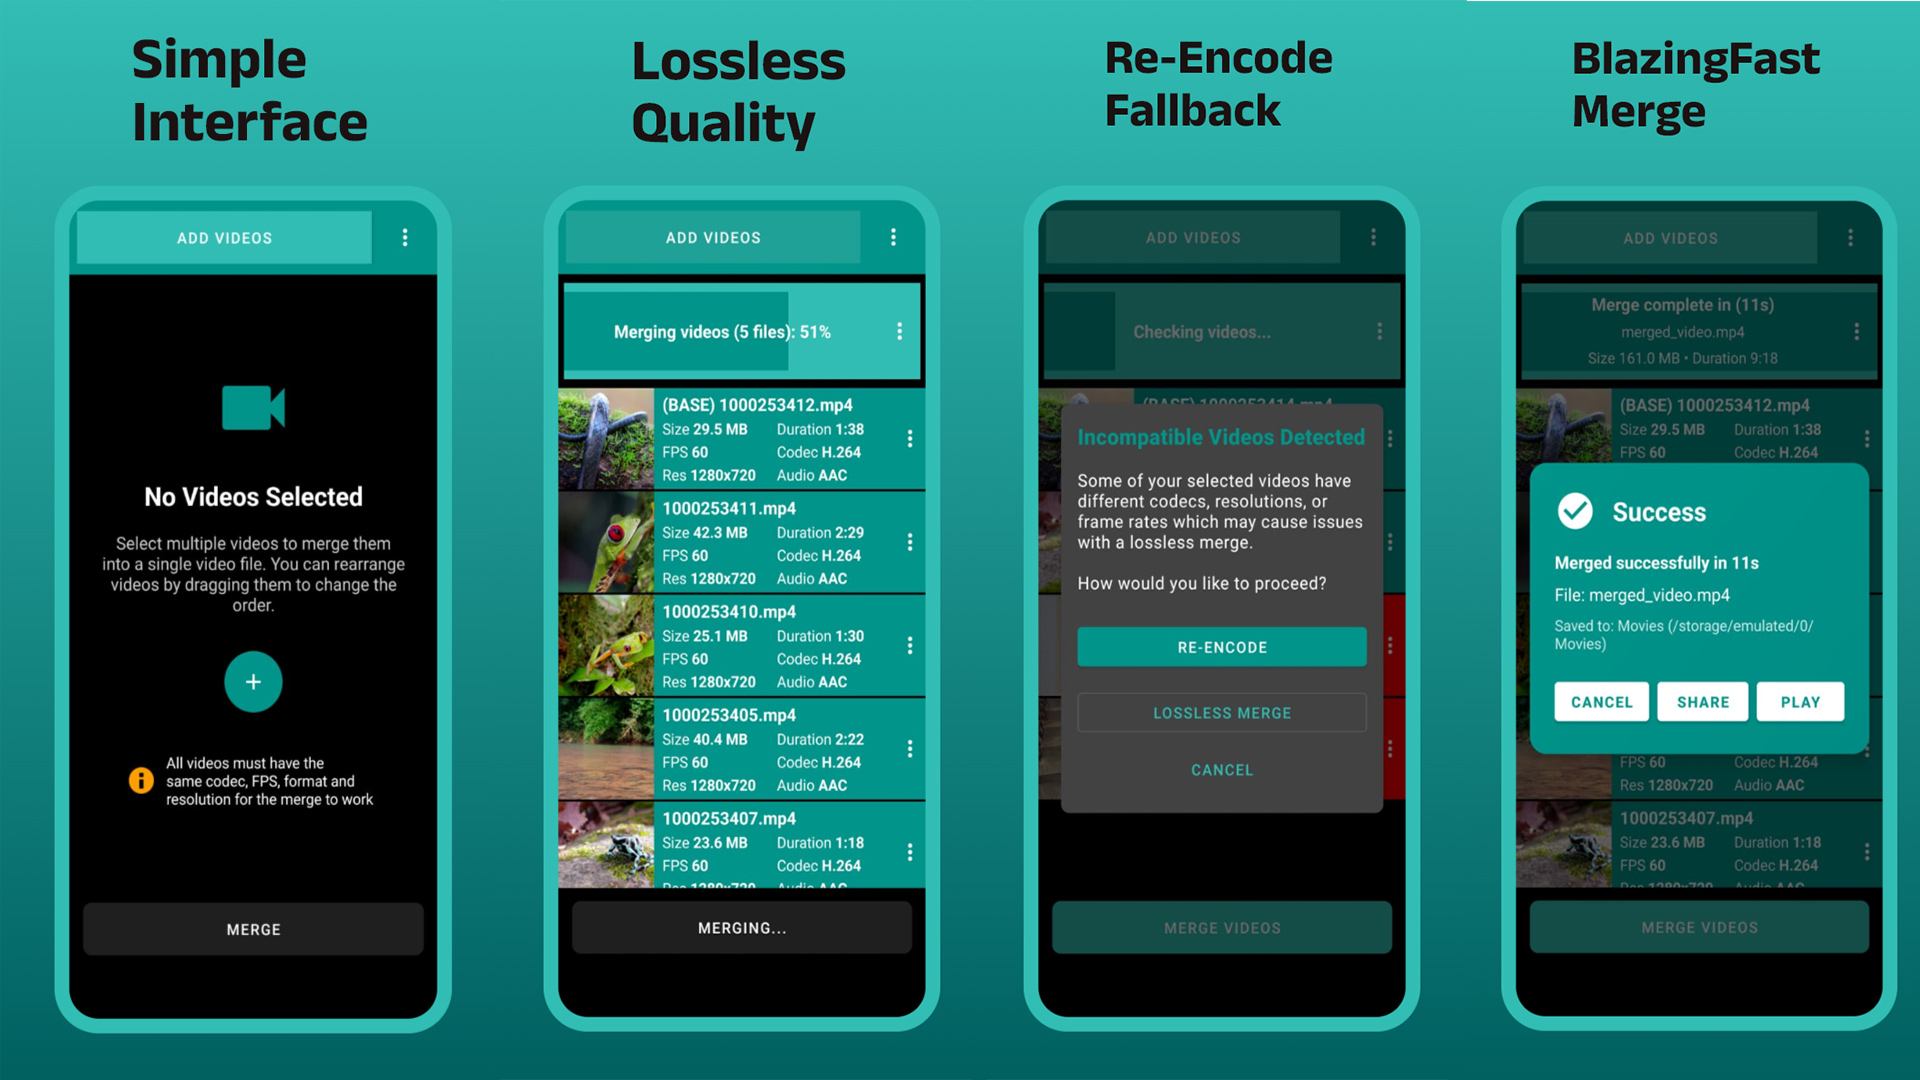 Simple
Interface
ADD VIDEOS
No Videos Selected
Select multiple videos to merge them
into a single video file. You can rearrange
videos by dragging them to change the
order.
+
All videos must have the
same codec, FPS, format and
resolution for the merge to work
MERGE
Lossless
Quality
ADD VIDEOS
Merging videos (5 files): 51%
(BASE) 1000253412.mp4
Size 29.5 MB Duration 1:38
FPS 60 Codec H.264
Res 1280x720 Audio AAC
1000253411.mp4
Size 42.3 MB Duration 2:29
FPS 60 Codec H.264
Res 1280x720 Audio AAC
1000253410.mp4
Size 25.1 MB Duration 1:30
FPS 60 Codec H.264
Res 1280x720 Audio AAC
1000253405.mp4
Size 40.4 MB Duration 2:22
FPS 60 Codec H.264
Res 1280x720 Audio AAC
1000253407.mp4
Size 23.6 MB Duration 1:18
FPS 60 Codec H.264
Res 1280x720 Audio AAC
MERGING...
Re-Encode
Fallback
ADD VIDEOS
Checking videos...
(BASE) 1000253414.mp4
Incompatible Videos Detected
Some of your selected videos have
different codecs, resolutions, or
frame rates which may cause issues
with a lossless merge.
How would you like to proceed?
RE-ENCODE
LOSSLESS MERGE
CANCEL
MERGE VIDEOS
BlazingFast
Merge
ADD VIDEOS
Merge complete in (11s)
merged_video.mp4
Size 161.0 MB • Duration 9:18
(BASE) 1000253412.mp4
Size 29.5 MB Duration 1:38
FPS 60 Codec H.264
Success
Merged successfully in 11s
File: merged_video.mp4
Saved to: Movies (/storage/emulated/0/
Movies)
CANCEL SHARE PLAY
FPS 60 Codec H.264
Res 1280x720 Audio AAC
1000253407.mp4
Size 23.6 MB Duration 1:18
FPS 60 Codec H.264
Res 1280x720 Audio AAC
MERGE VIDEOS